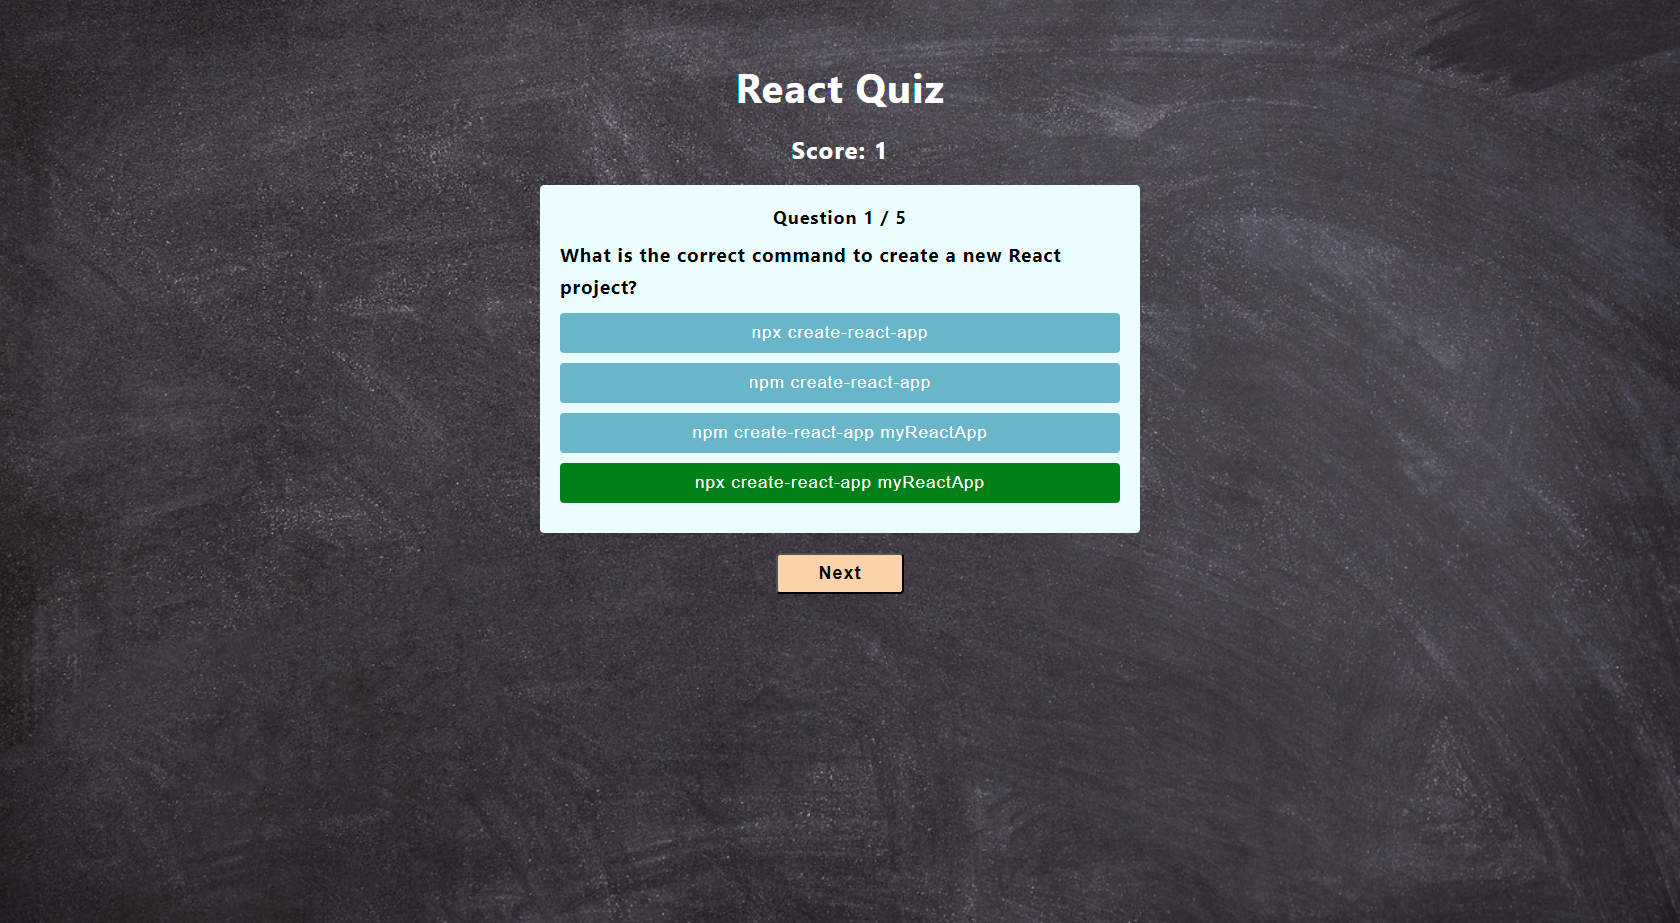 React Quiz
Score: 1
Question 1 / 5
What is the correct command to create a new React
project?
npx create-react-app
npm create-react-app
npm create-react-app myReactApp
npx create-react-app myReactApp
Next